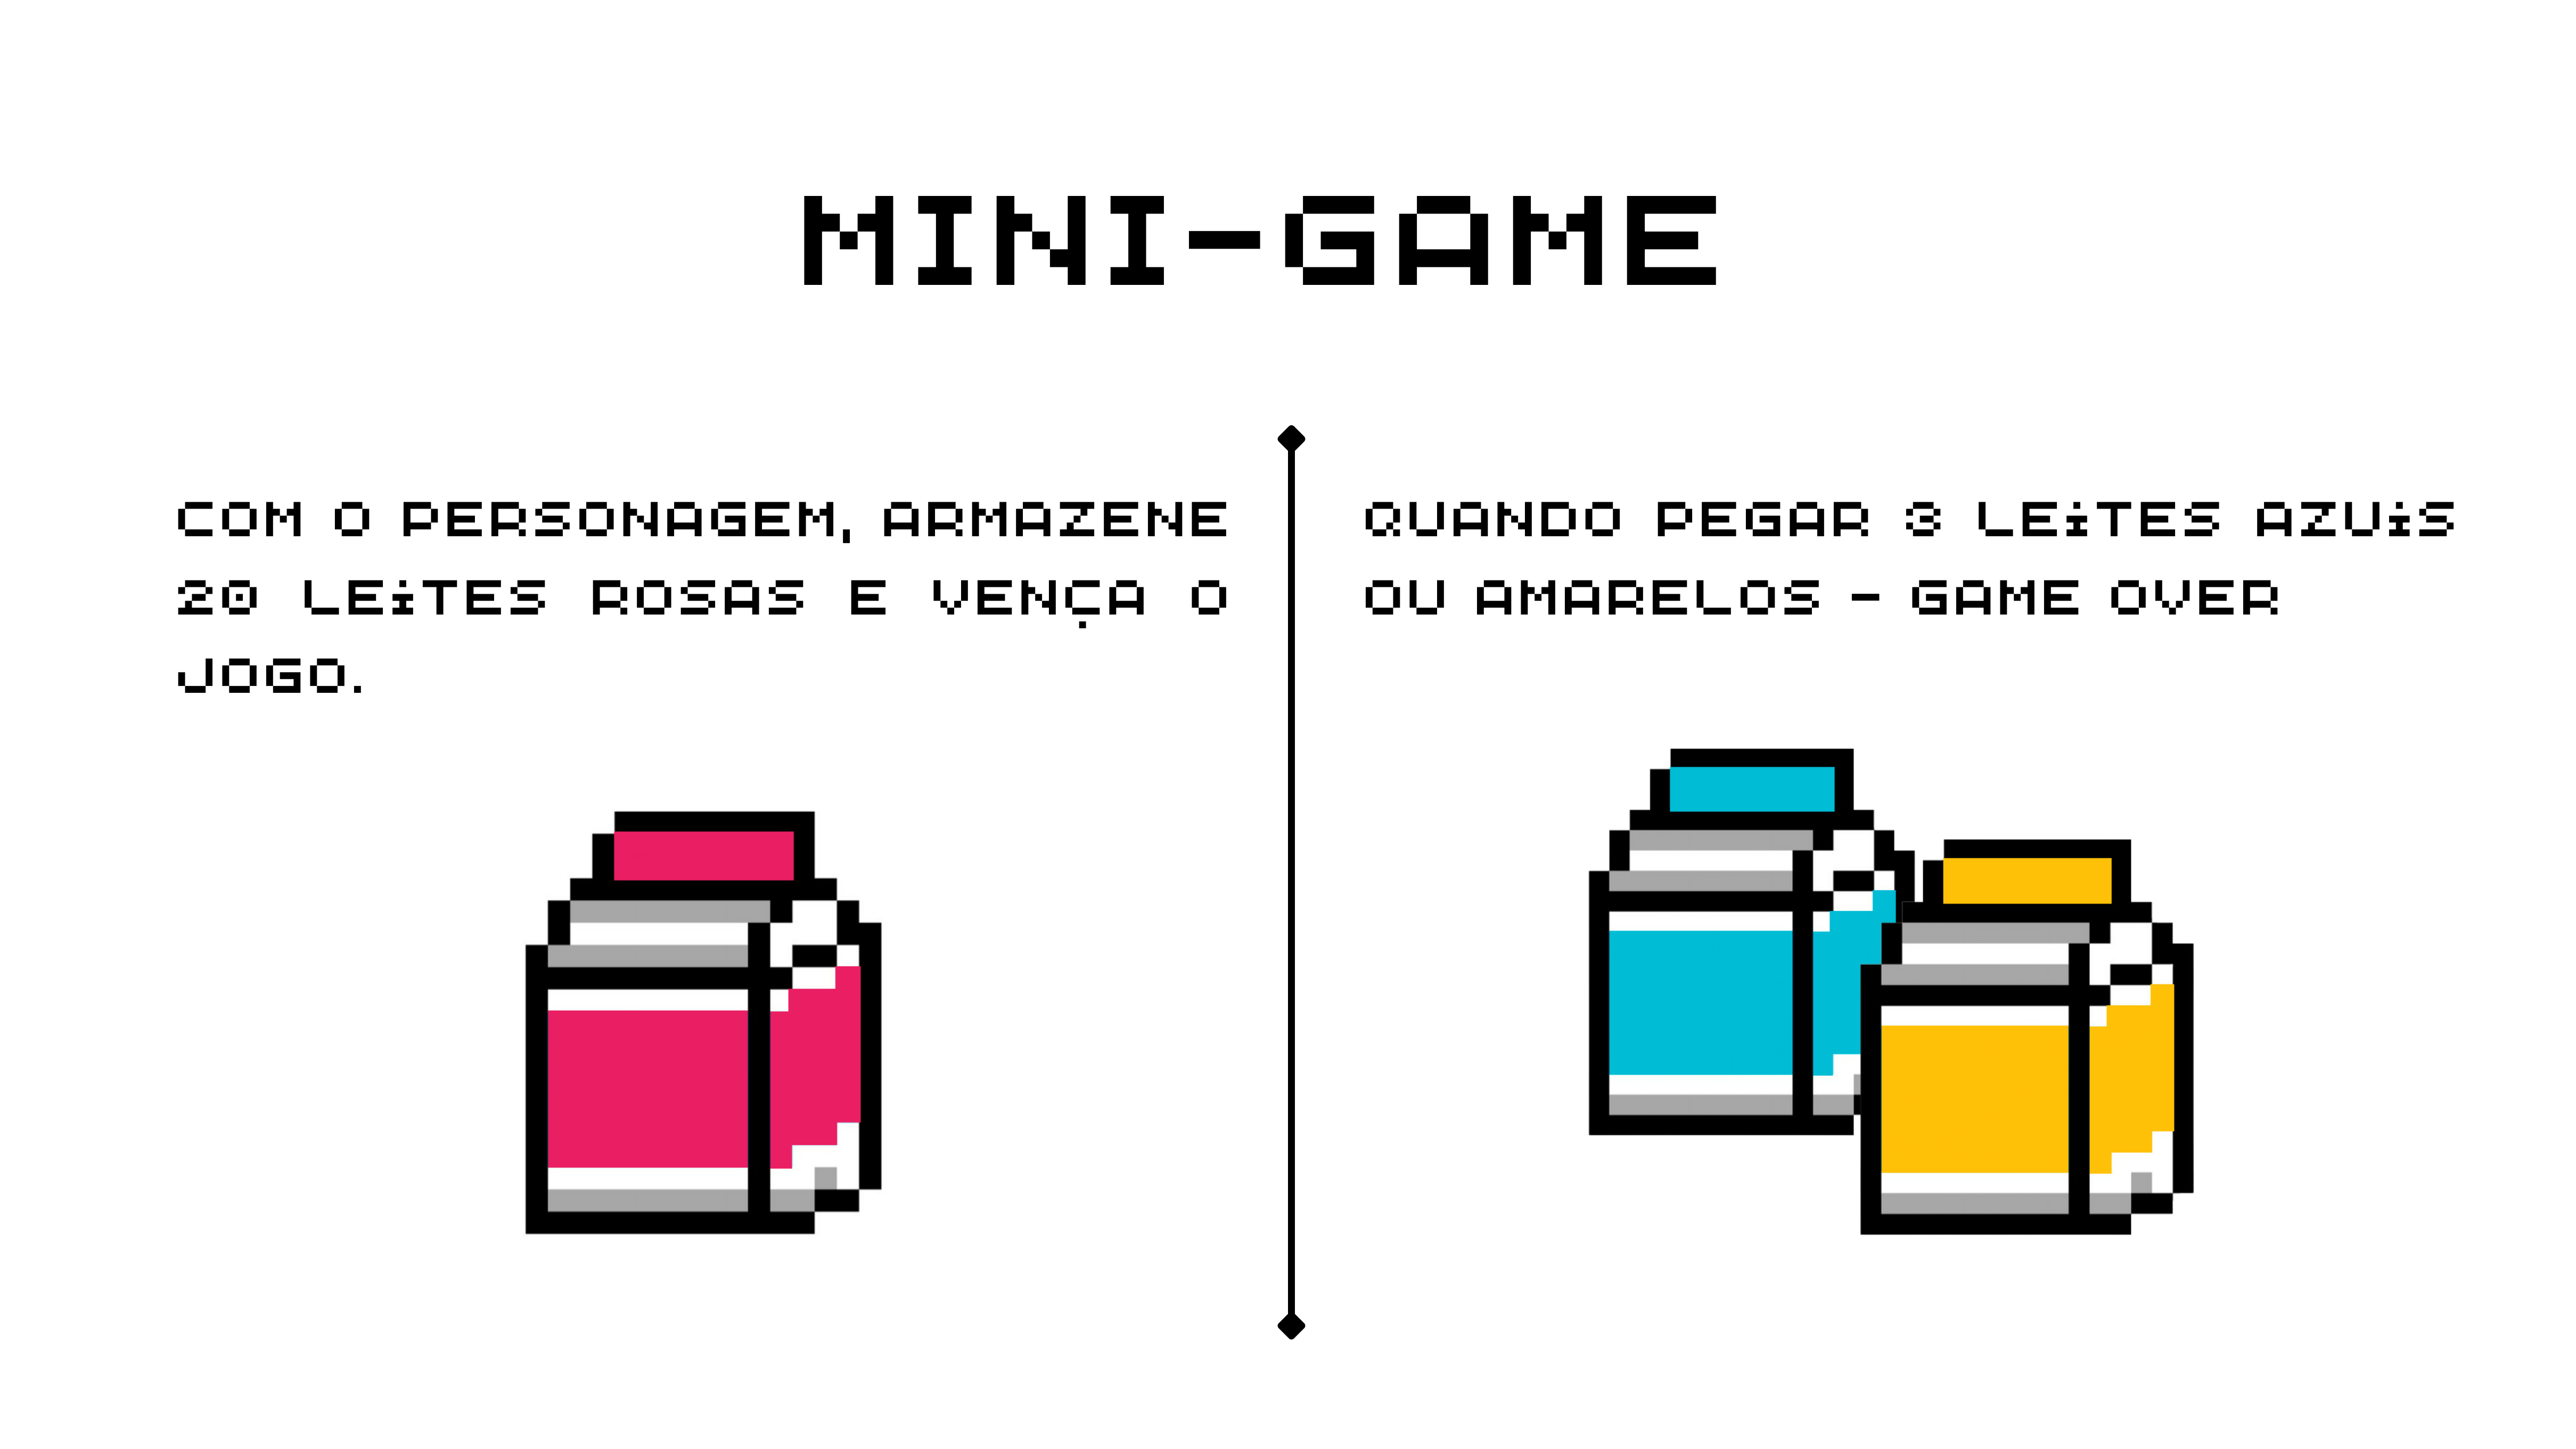 MINI-GAME
COM O PERSONAGEM, ARMAZENE
20 LEITES ROSAS E VENÇA O
JOGO.
QUANDO PEGAR 3 LEITES AZUIS
OU AMARELOS - GAME OVER